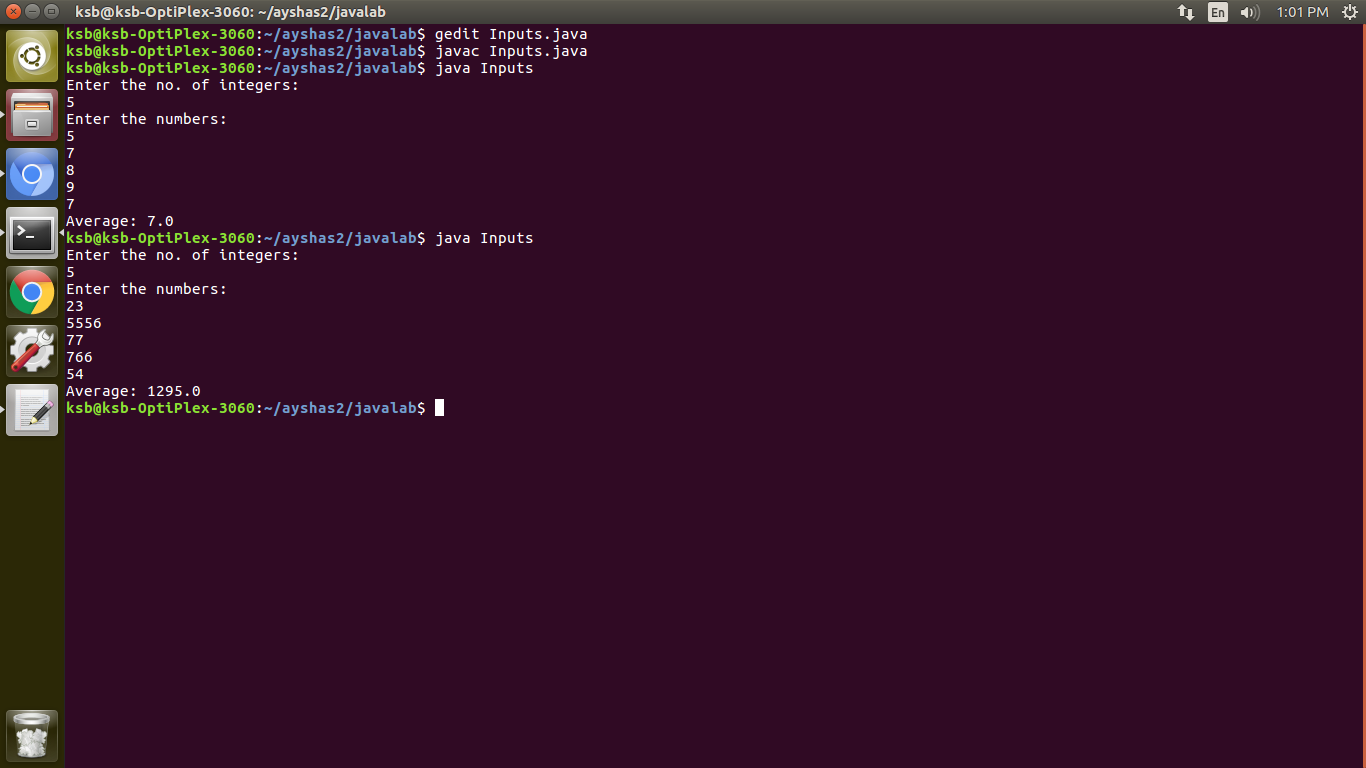 ksb@ksb-OptiPlex-3060: ~/ayshas2/javalab
En
1:01 PM
ksb@ksb-OptiPlex-3060:~/ayshas2/javalab$ gedit Inputs.java
ksb@ksb-OptiPlex-3060:~/ayshas2/javalab$ javac Inputs.java
ksb@ksb-OptiPlex-3060:~/ayshas2/javalab$ java Inputs
Enter the no. of integers:
5
Enter the numbers:
5
7
8
9
7
Average: 7.0
ksb@ksb-OptiPlex-3060:~/ayshas2/javalab$ java Inputs
Enter the no. of integers:
5
Enter the numbers:
23
5556
77
766
54
Average: 1295.0
ksb@ksb-OptiPlex-3060:~/ayshas2/javalab$